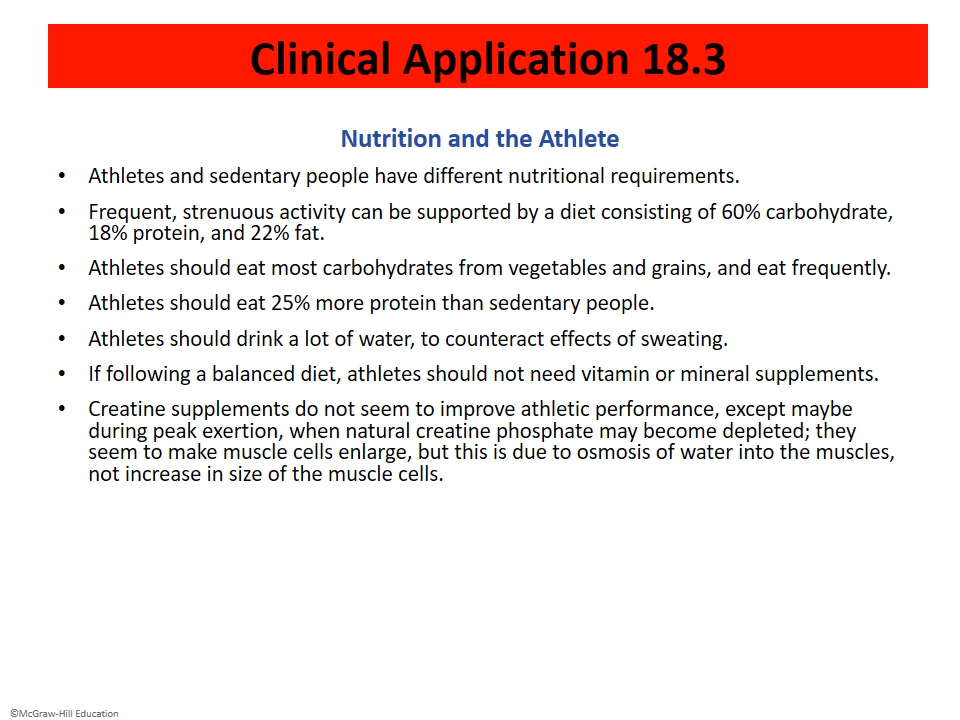 Clinical Application 18.3
Nutrition and the Athlete
• Athletes and sedentary people have different nutritional requirements.
• Frequent, strenuous activity can be supported by a diet consisting of 60% carbohydrate,
18% protein, and 22% fat.
• Athletes should eat most carbohydrates from vegetables and grains, and eat frequently.
• Athletes should eat 25% more protein than sedentary people.
• Athletes should drink a lot of water, to counteract effects of sweating.
• If following a balanced diet, athletes should not need vitamin or mineral supplements.
• Creatine supplements do not seem to improve athletic performance, except maybe
during peak exertion, when natural creatine phosphate may become depleted; they
seem to make muscle cells enlarge, but this is due to osmosis of water into the muscles,
not increase in size of the muscle cells.
©McGraw-Hill Education